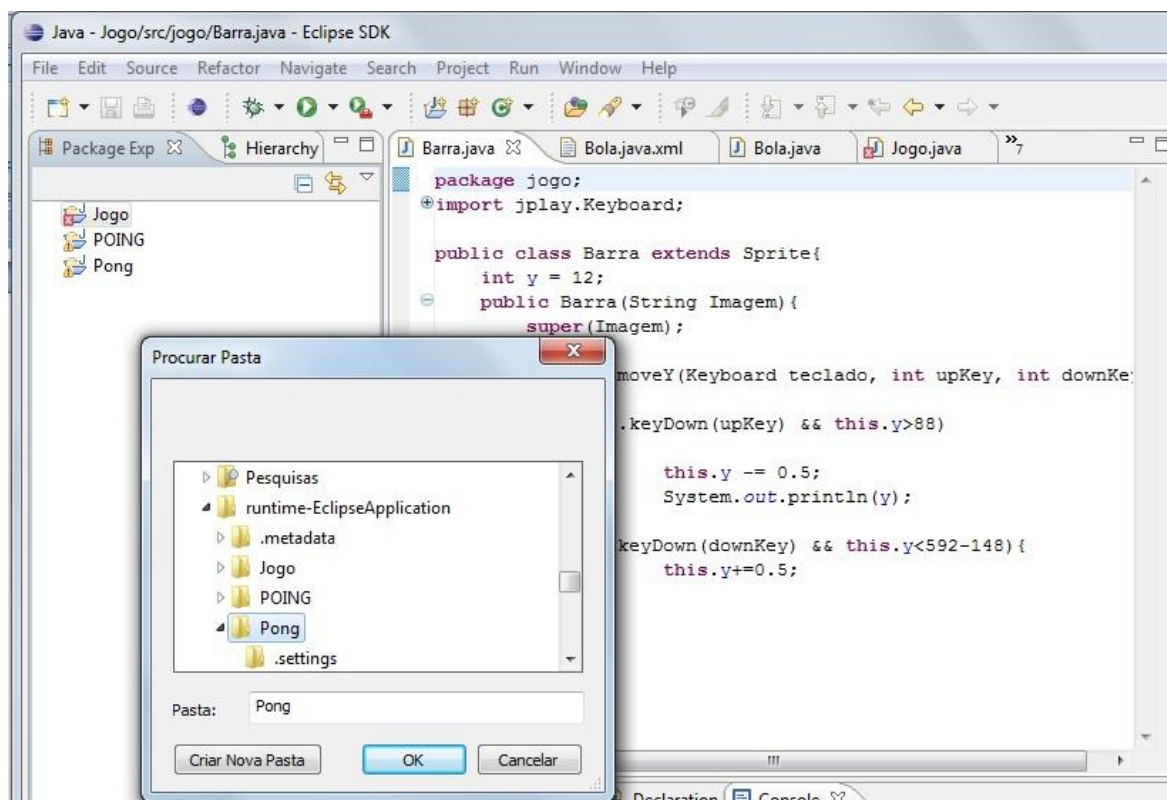 Java - Jogo/src/jogo/Barra.java - Eclipse SDK
File Edit Source Refactor Navigate Search Project Run Window Help
Package Exp Hierarchy
Barra.java Bola.java.xml Bola.java Jogo.java »7
Jogo
POING
Pong
package jogo;
import jplay.Keyboard;
public class Barra extends Sprite{
int y = 12;
public Barra(String Imagem){
super(Imagem);
moveY(Keyboard teclado, int upKey, int downKe
.keyDown(upKey) && this.y>88)
this.y -= 0.5;
System.out.println(y);
keyDown(downKey) && this.y<592-148){
this.y+=0.5;
Procurar Pasta
Pesquisas
runtime-EclipseApplication
.metadata
Jogo
POING
Pong
.settings
Pasta: Pong
Criar Nova Pasta OK Cancelar
Declaration Console